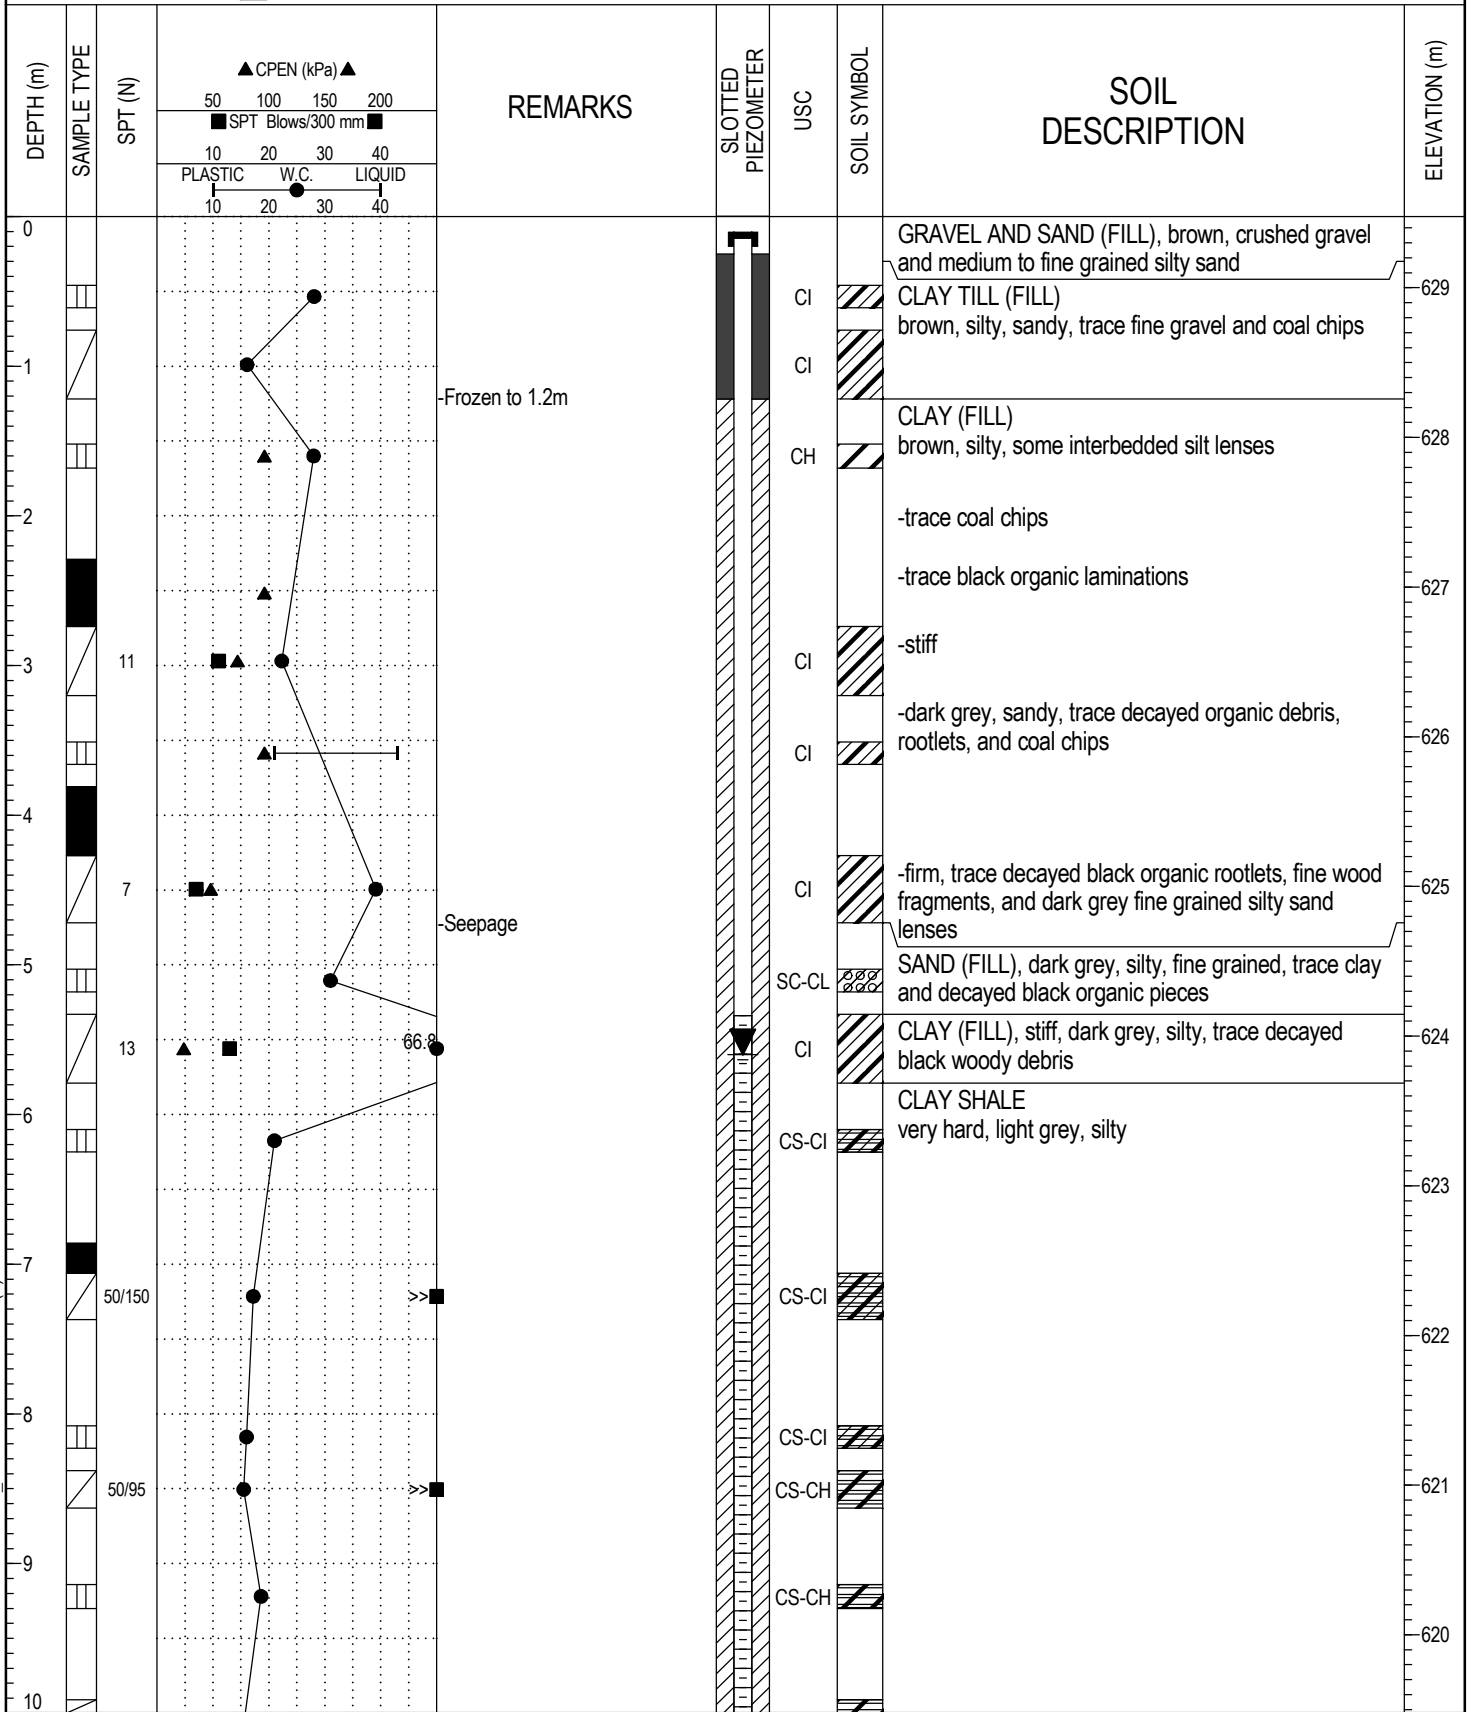 DEPTH (m)
SAMPLE TYPE
SPT (N)
▲ CPEN (kPa) ▲
50 100 150 200
■ SPT Blows/300 mm ■
10 20 30 40
PLASTIC W.C. LIQUID
10 20 30 40
REMARKS
SLOTTED
PIEZOMETER
USC
SOIL SYMBOL
SOIL
DESCRIPTION
ELEVATION (m)
0
GRAVEL AND SAND (FILL), brown, crushed gravel
and medium to fine grained silty sand
629
CI
CLAY TILL (FILL)
brown, silty, sandy, trace fine gravel and coal chips
1
CI
-Frozen to 1.2m
CLAY (FILL)
628
brown, silty, some interbedded silt lenses
CH
2
-trace coal chips
-trace black organic laminations
627
-stiff
3
11
CI
-dark grey, sandy, trace decayed organic debris,
rootlets, and coal chips
626
CI
4
-firm, trace decayed black organic rootlets, fine wood
fragments, and dark grey fine grained silty sand
lenses
625
7
CI
-Seepage
5
SAND (FILL), dark grey, silty, fine grained, trace clay
and decayed black organic pieces
SC-CL
CLAY (FILL), stiff, dark grey, silty, trace decayed
black woody debris
624
13
66.8
CI
6
CLAY SHALE
very hard, light grey, silty
CS-CI
623
7
50/150
>>
CS-CI
622
8
CS-CI
50/95
>>
CS-CH
621
9
CS-CH
620
10